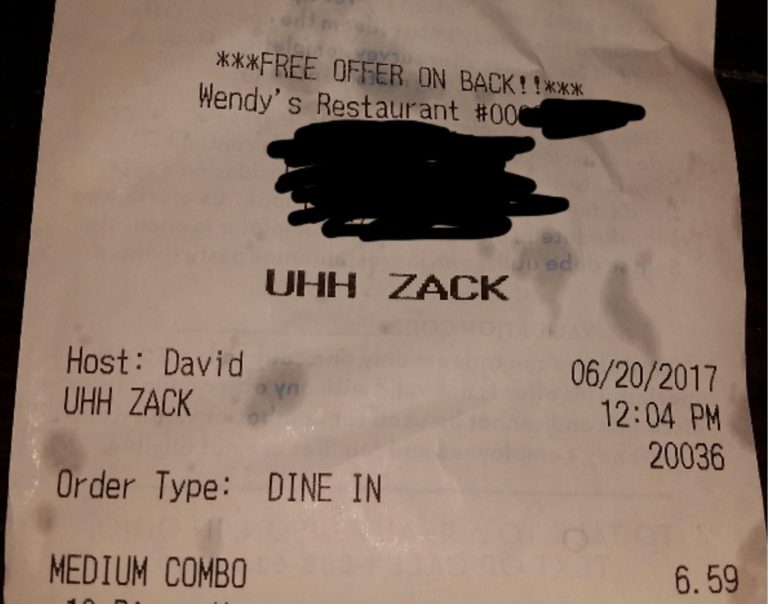 ***FREE OFFER ON BACK!!***
Wendy's Restaurant #00
UHH ZACK
Host: David
06/20/2017
UHH ZACK
12:04 PM
20036
Order Type: DINE IN
MEDIUM COMBO 6.59